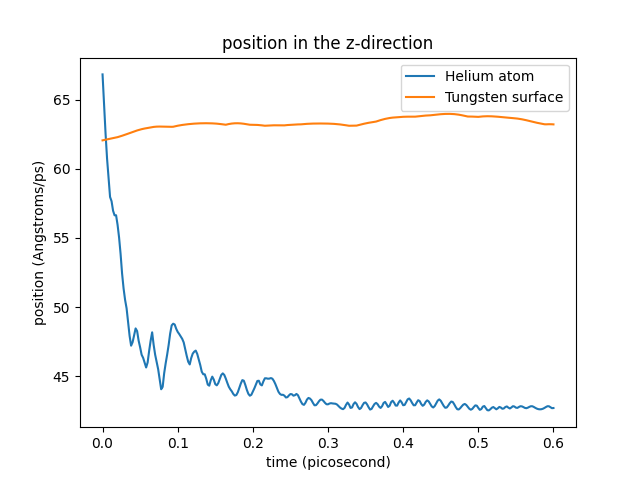 position in the z-direction
Helium atom
Tungsten surface
position (Angstroms/ps)
65
60
55
50
45
0.0 0.1 0.2 0.3 0.4 0.5 0.6
time (picosecond)